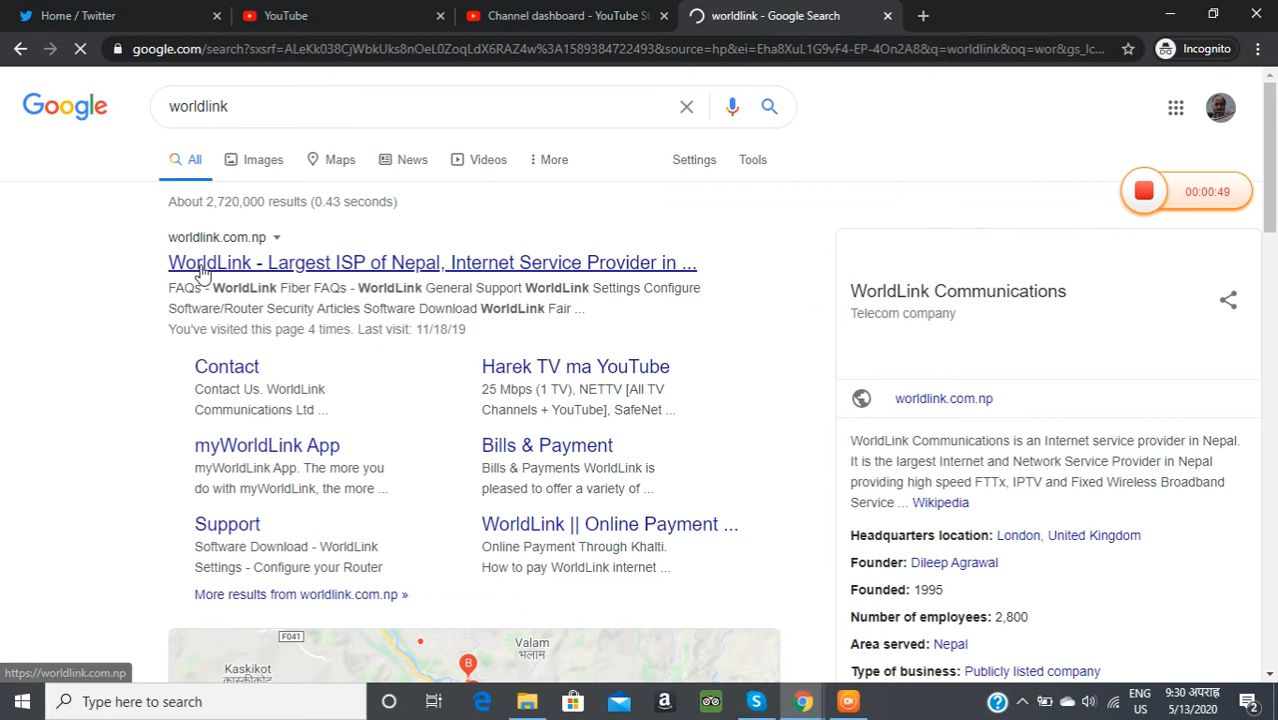 Home / Twitter
YouTube
Channel dashboard - YouTube St
worldlink - Google Search
google.com/search?sxsrf=ALeKk038CjWbkUks8nOeL0ZoqLdX6RAZ4w%3A1589384722493&source=hp&ei=Eha8XuL1G9vF4-EP-4On2A8&q=worldlink&oq=wor&gs_lc...
Incognito
Google
worldlink
All
Images
Maps
News
Videos
More
Settings
Tools
About 2,720,000 results (0.43 seconds)
00:00:49
worldlink.com.np
WorldLink - Largest ISP of Nepal, Internet Service Provider in ...
FAQs - WorldLink Fiber FAQs - WorldLink General Support WorldLink Settings Configure
Software/Router Security Articles Software Download WorldLink Fair ...
You've visited this page 4 times. Last visit: 11/18/19
Contact
Contact Us. WorldLink
Communications Ltd ...
Harek TV ma YouTube
25 Mbps (1 TV), NETTV [All TV
Channels + YouTube], SafeNet ...
myWorldLink App
myWorldLink App. The more you
do with myWorldLink, the more ...
Bills & Payment
Bills & Payments WorldLink is
pleased to offer a variety of ...
Support
Software Download - WorldLink
Settings - Configure your Router
WorldLink || Online Payment ...
Online Payment Through Khalti.
How to pay WorldLink internet ...
More results from worldlink.com.np »
F041
Valam
भलाम
Kaskikot
कास्कीकोट
B
WorldLink Communications
Telecom company
worldlink.com.np
WorldLink Communications is an Internet service provider in Nepal.
It is the largest Internet and Network Service Provider in Nepal
providing high speed FTTx, IPTV and Fixed Wireless Broadband
Service ... Wikipedia
Headquarters location: London, United Kingdom
Founder: Dileep Agrawal
Founded: 1995
Number of employees: 2,800
Area served: Nepal
Type of business: Publicly listed company
https://worldlink.com.np
Type here to search
ENG
US
9:30 अपराह्न
5/13/2020
2